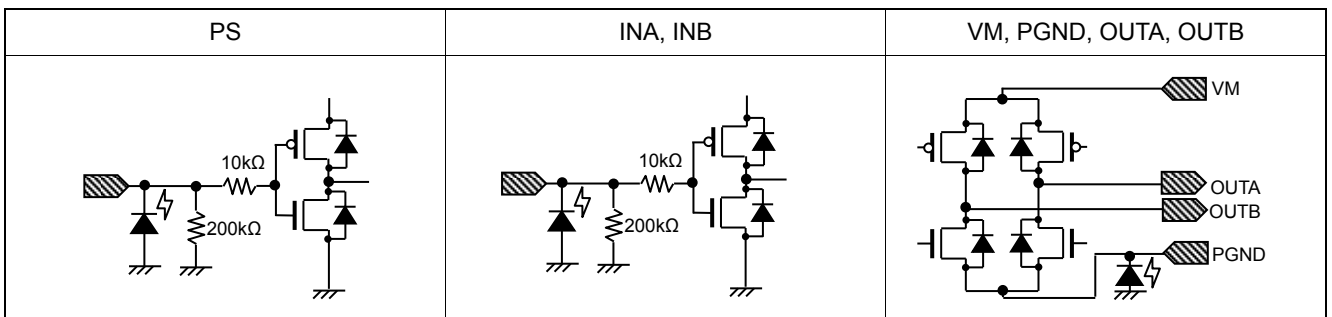 PS
INA, INB
VM, PGND, OUTA, OUTB
10kΩ
200kΩ
10kΩ
200kΩ
VM
OUTA
OUTB
PGND